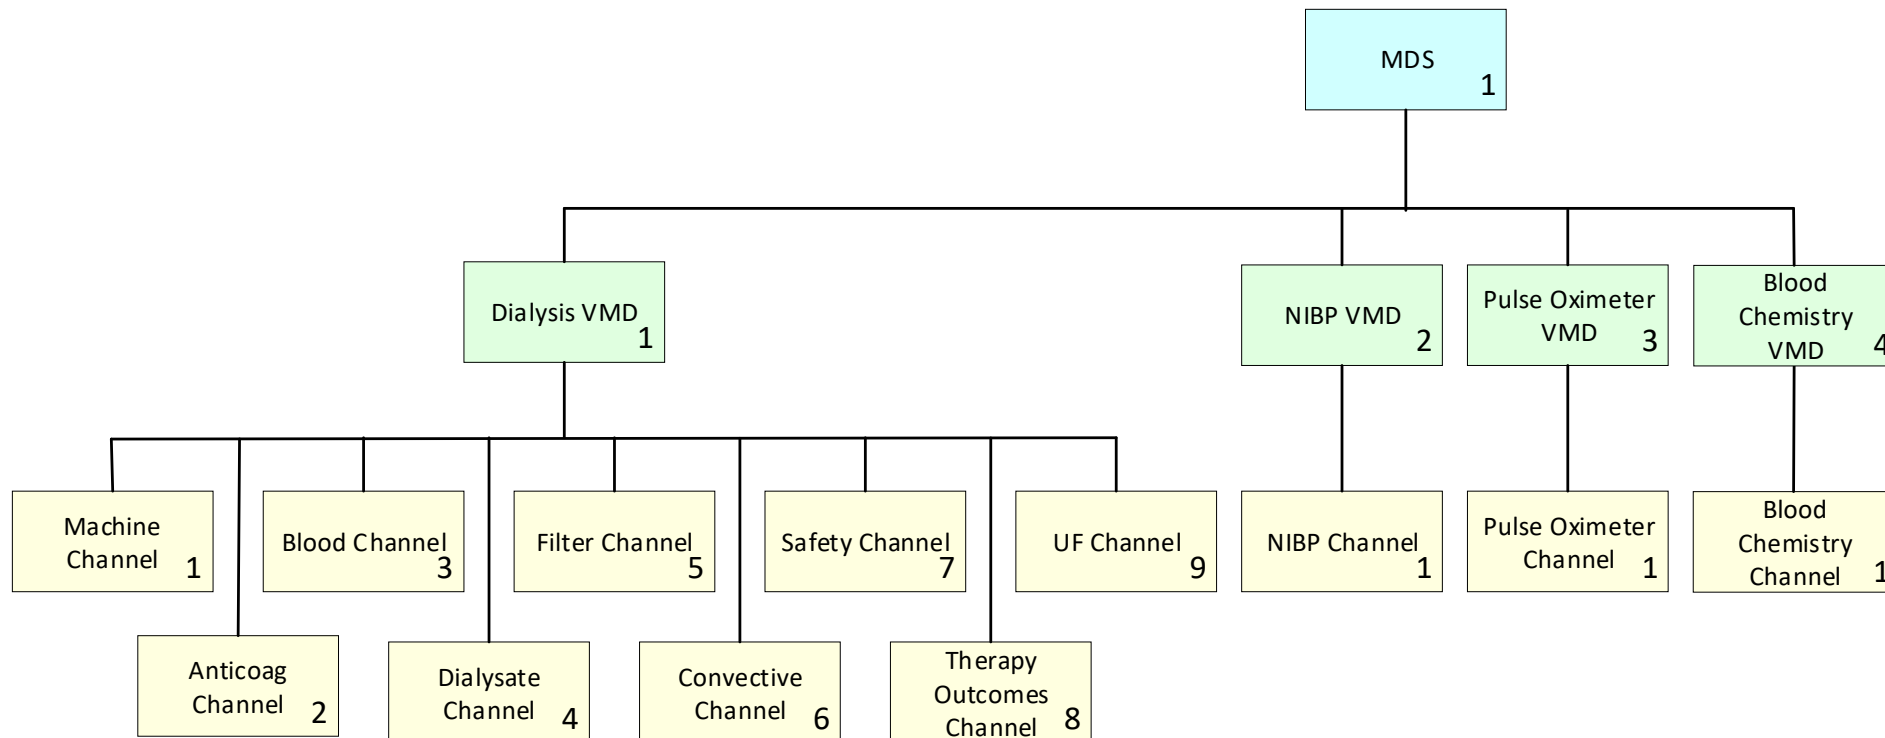 MDS
1
Dialysis VMD
1
NIBP VMD
2
Pulse Oximeter
VMD
3
Blood
Chemistry
VMD
4
Machine
Channel
1
Blood Channel
3
Filter Channel
5
Safety Channel
7
UF Channel
9
NIBP Channel
1
Pulse Oximeter
Channel
1
Blood
Chemistry
Channel
1
Anticoag
Channel
2
Dialysate
Channel
4
Convective
Channel
6
Therapy
Outcomes
Channel
8